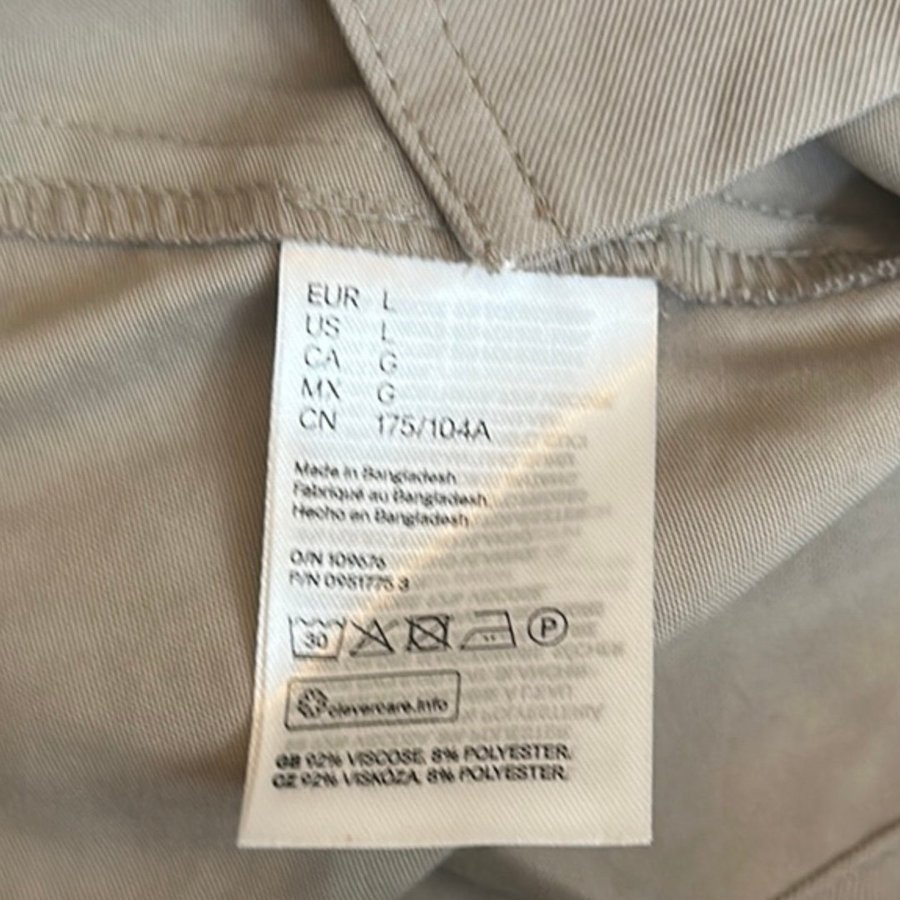 EUR L
US L
CA G
MX G
CN 175/104A
Made in Bangladesh
Fabriqué au Bangladesh
Hecho en Bangladesh
O/N 109676
P/N 0951775 3
30 P
clevercare.info
GB 92% VISCOSE, 8% POLYESTER.
CZ 92% VISKÓZA, 8% POLYESTER.